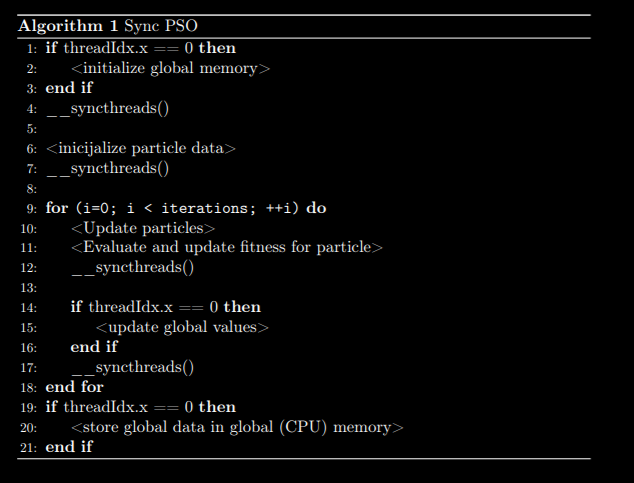 Algorithm 1 Sync PSO
1: if threadIdx.x == 0 then
2: <initialize global memory>
3: end if
4: __syncthreads()
5:
6: <inicijalize particle data>
7: __syncthreads()
8:
9: for (i=0; i < iterations; ++i) do
10: <Update particles>
11: <Evaluate and update fitness for particle>
12: __syncthreads()
13:
14: if threadIdx.x == 0 then
15: <update global values>
16: end if
17: __syncthreads()
18: end for
19: if threadIdx.x == 0 then
20: <store global data in global (CPU) memory>
21: end if